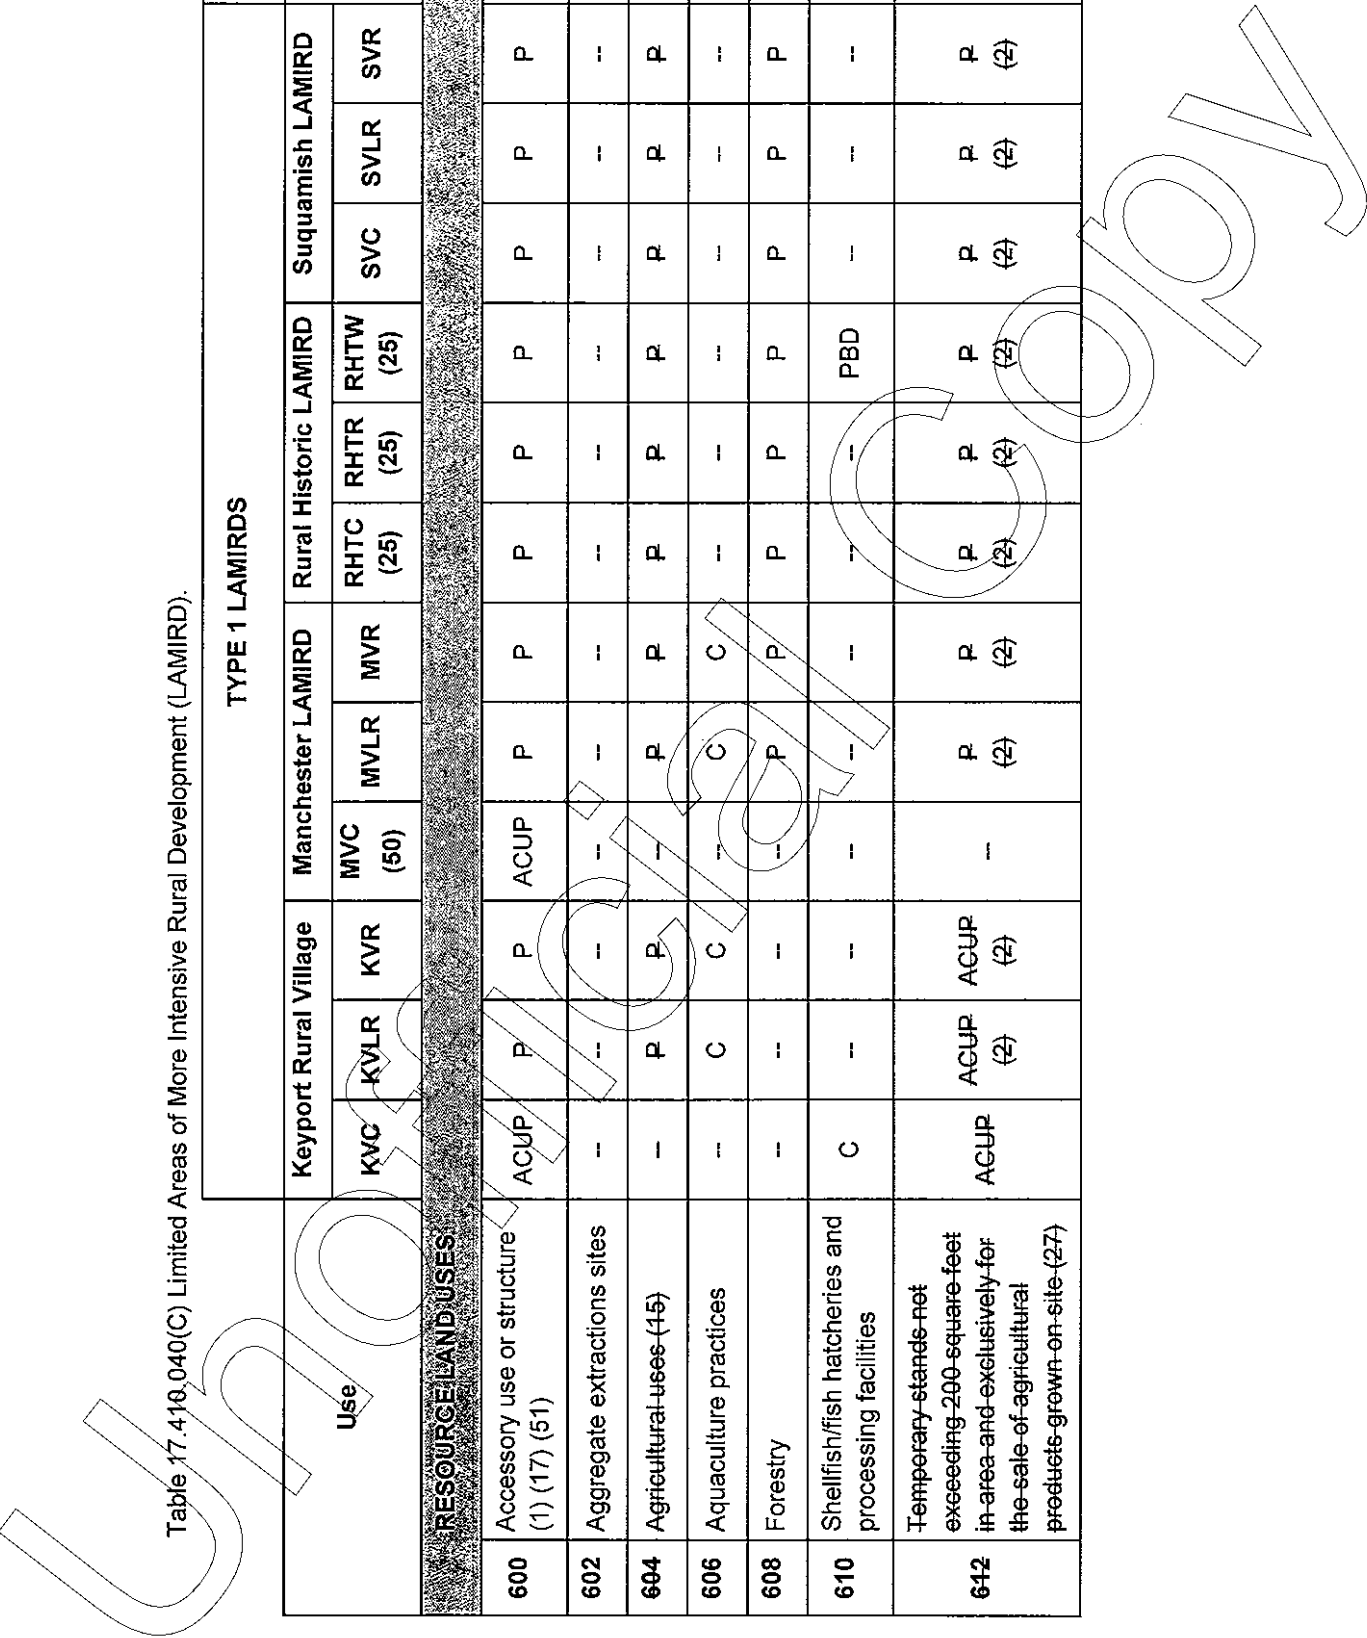 Table 17.410.040(C) Limited Areas of More Intensive Rural Development (LAMIRD).
TYPE 1 LAMIRDS
Use Keyport Rural Village Manchester LAMIRD Rural Historic LAMIRD Suquamish LAMIRD
KVC KVLR KVR MVC (50) MVLR MVR RHTC (25) RHTR (25) RHTW (25) SVC SVLR SVR
RESOURCE LAND USES
600 Accessory use or structure (1) (17) (51) ACUP P P ACUP P P P P P P P P
602 Aggregate extractions sites -- -- -- -- -- -- -- -- -- -- -- --
604 Agricultural uses (15) -- P P -- P P P P P P P P
606 Aquaculture practices -- C C -- C C -- -- -- -- -- --
608 Forestry -- -- -- -- P P P P P P P P
610 Shellfish/fish hatcheries and processing facilities C -- -- -- -- -- -- -- PBD -- -- --
612 Temporary stands not exceeding 200 square feet in area and exclusively for the sale of agricultural products grown on site (27) ACUP ACUP (2) ACUP (2) -- P (2) P (2) P (2) P (2) P (2) P (2) P (2) P (2)
Unofficial Copy